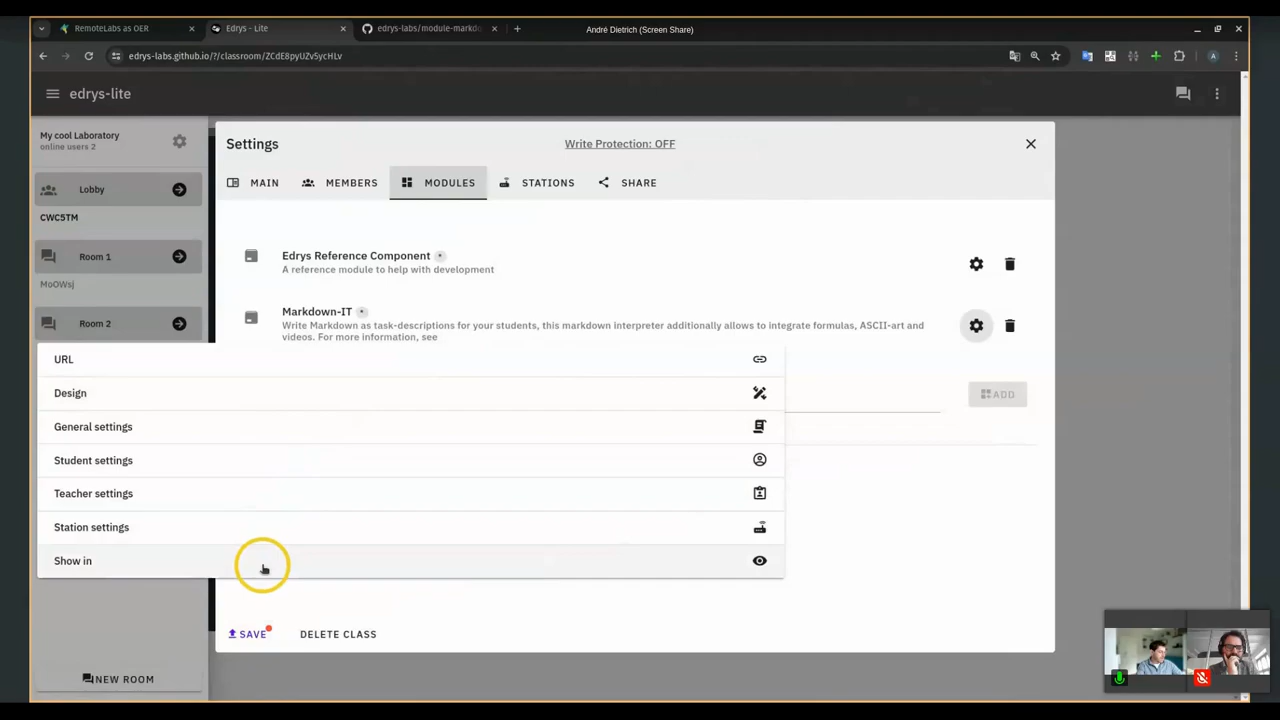 RemoteLabs as OER
Edrys - Lite
edrys-labs/module-markdo
André Dietrich (Screen Share)
edrys-labs.github.io/?/classroom/ZCdE8pyUZv5ycHLv
A
edrys-lite
My cool Laboratory
online users 2
Lobby
CWC5TM
Room 1
MoOWsj
Room 2
NEW ROOM
Settings
Write Protection: OFF
MAIN
MEMBERS
MODULES
STATIONS
SHARE
Edrys Reference Component *
A reference module to help with development
Markdown-IT *
Write Markdown as task-descriptions for your students, this markdown interpreter additionally allows to integrate formulas, ASCII-art and
videos. For more information, see
ADD
URL
Design
General settings
Student settings
Teacher settings
Station settings
Show in
SAVE
DELETE CLASS